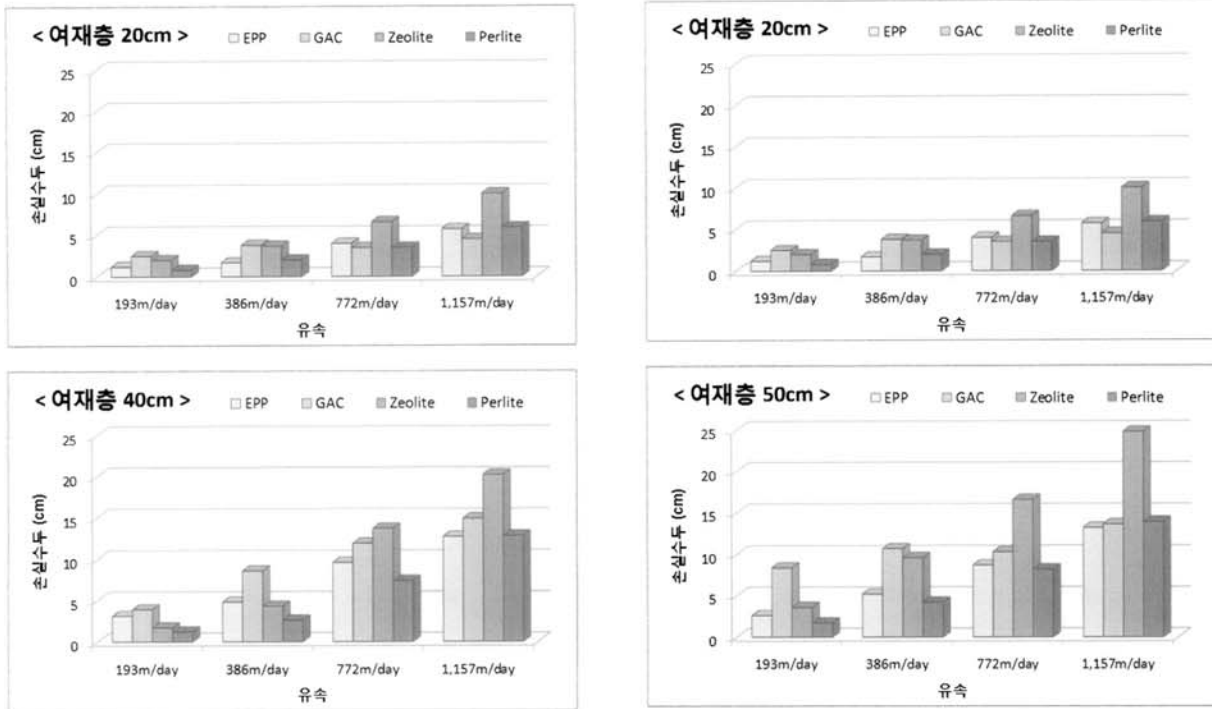 < 여재층 20cm > EPP GAC Zeolite Perlite
25
20
15
10
5
0
손실수두 (cm)
193m/day 386m/day 772m/day 1,157m/day
유속
< 여재층 20cm > EPP GAC Zeolite Perlite
25
20
15
10
5
0
손실수두 (cm)
193m/day 386m/day 772m/day 1,157m/day
유속
< 여재층 40cm > EPP GAC Zeolite Perlite
25
20
15
10
5
0
손실수두 (cm)
193m/day 386m/day 772m/day 1,157m/day
유속
< 여재층 50cm > EPP GAC Zeolite Perlite
25
20
15
10
5
0
손실수두 (cm)
193m/day 386m/day 772m/day 1,157m/day
유속